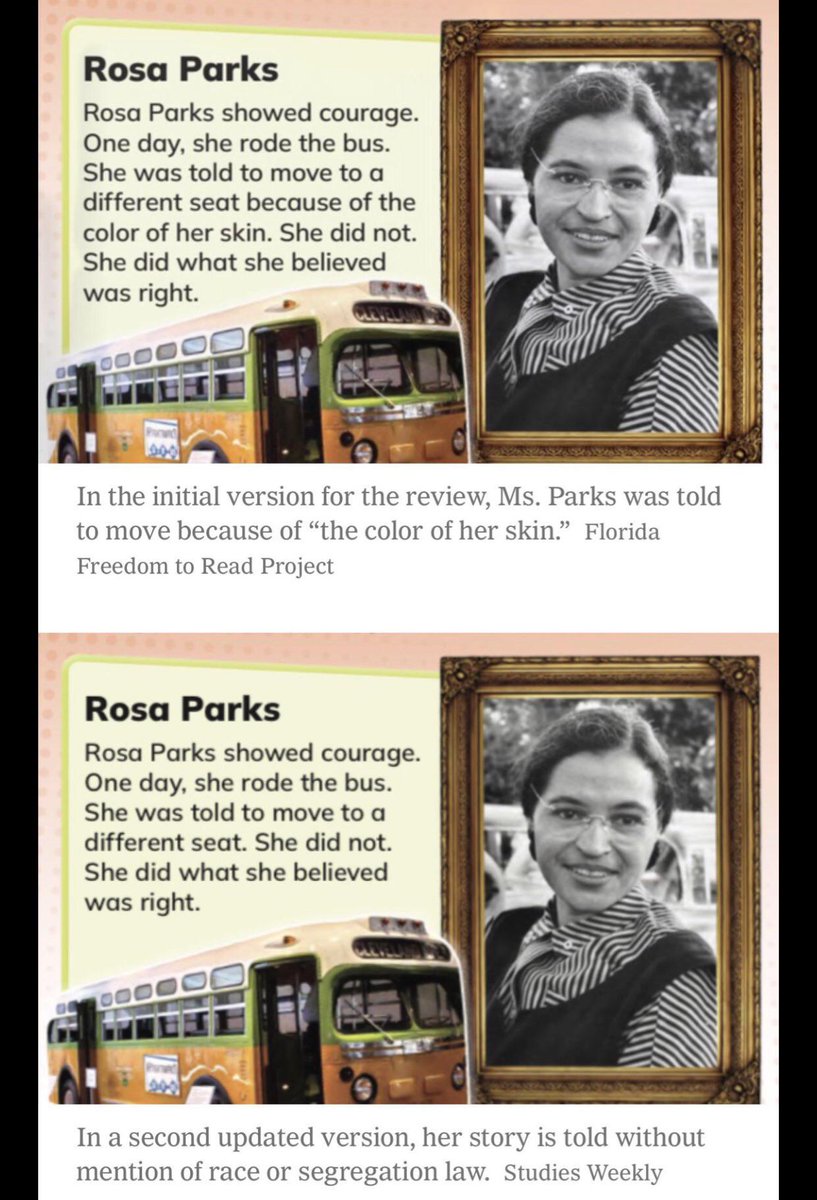 Rosa Parks
Rosa Parks showed courage.
One day, she rode the bus.
She was told to move to a
different seat because of the
color of her skin. She did not.
She did what she believed
was right.
CLEVELAND
In the initial version for the review, Ms. Parks was told
to move because of “the color of her skin.” Florida
Freedom to Read Project
Rosa Parks
Rosa Parks showed courage.
One day, she rode the bus.
She was told to move to a
different seat. She did not.
She did what she believed
was right.
CLEVELAND
In a second updated version, her story is told without
mention of race or segregation law. Studies Weekly